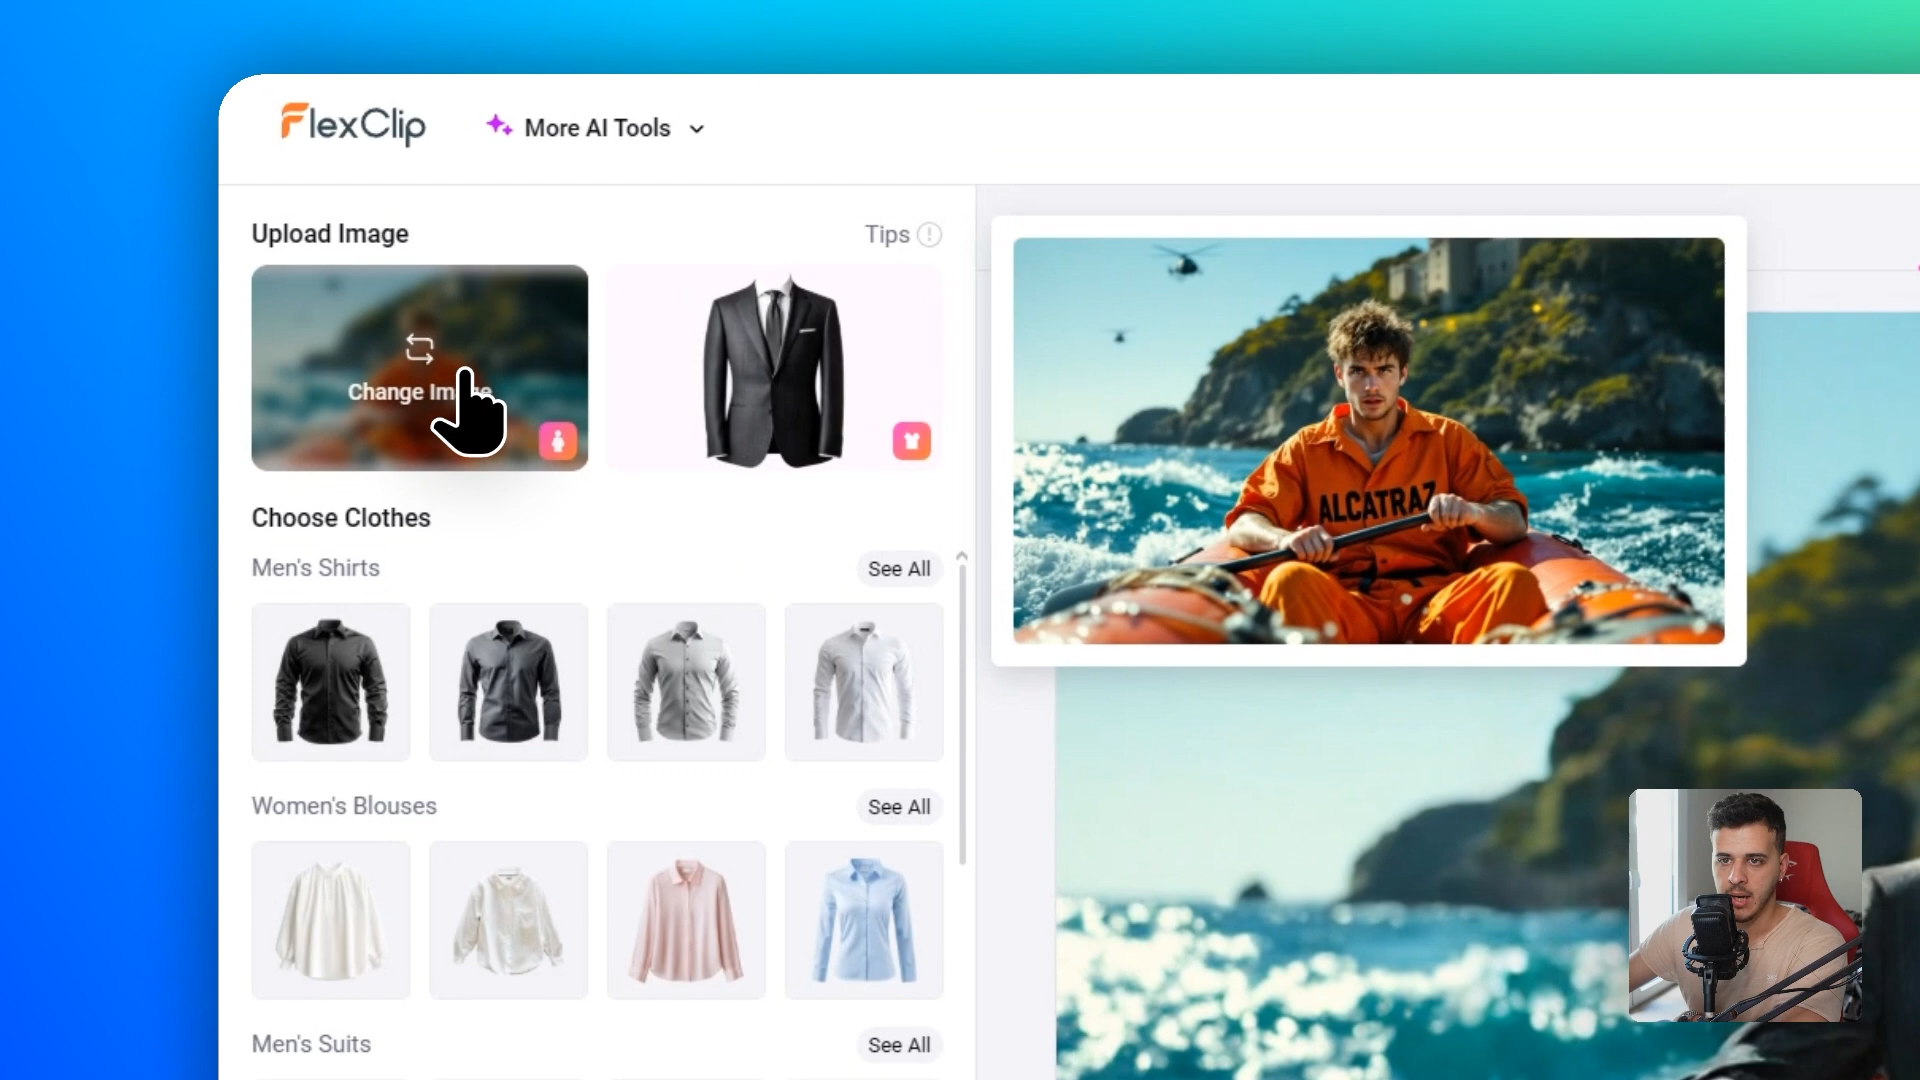 FlexClip
More AI Tools
Upload Image
Tips
Change Im
Choose Clothes
Men's Shirts
See All
Women's Blouses
See All
Men's Suits
See All
ALCATRAZ